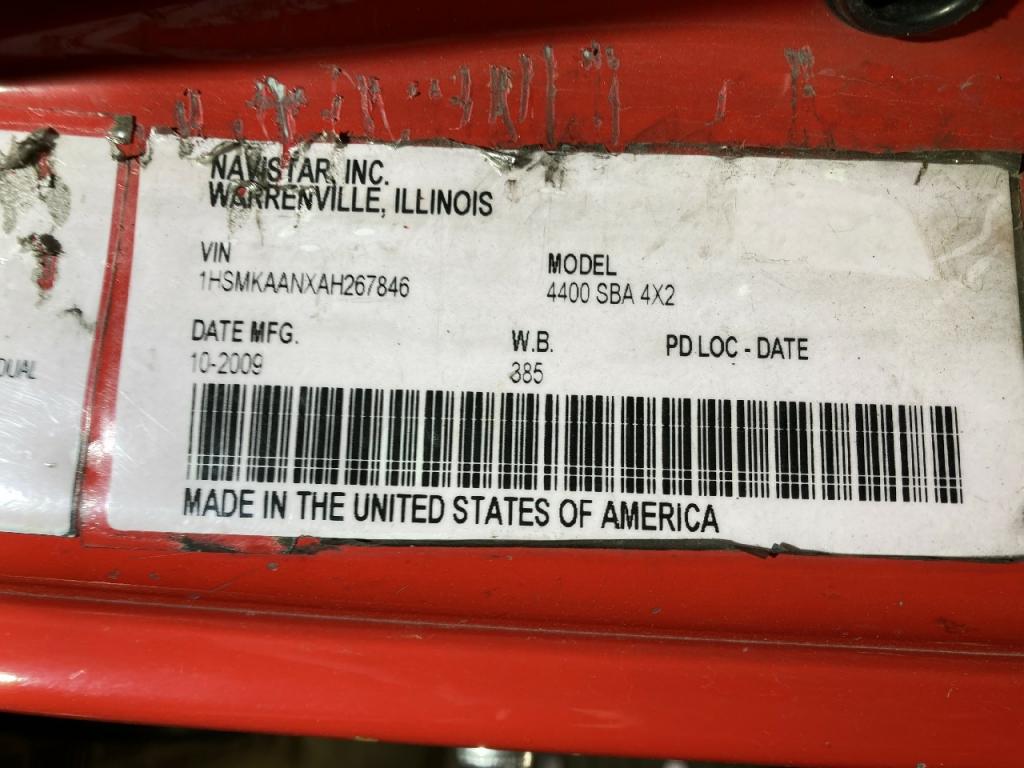 NAVISTAR, INC.
WARRENVILLE, ILLINOIS
VIN
1HSMKAANXAH267846
MODEL
4400 SBA 4X2
DATE MFG.
10-2009
W.B.
385
PD LOC - DATE
MADE IN THE UNITED STATES OF AMERICA
DUAL